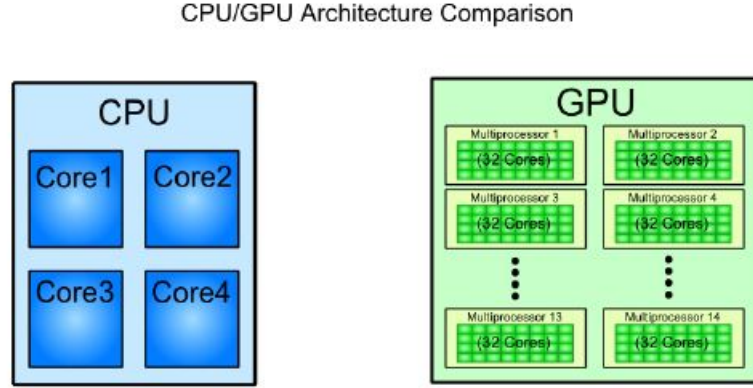 CPU/GPU Architecture Comparison
CPU
Core1
Core2
Core3
Core4
GPU
Multiprocessor 1
(32 Cores)
Multiprocessor 2
(32 Cores)
Multiprocessor 3
(32 Cores)
Multiprocessor 4
(32 Cores)
Multiprocessor 13
(32 Cores)
Multiprocessor 14
(32 Cores)